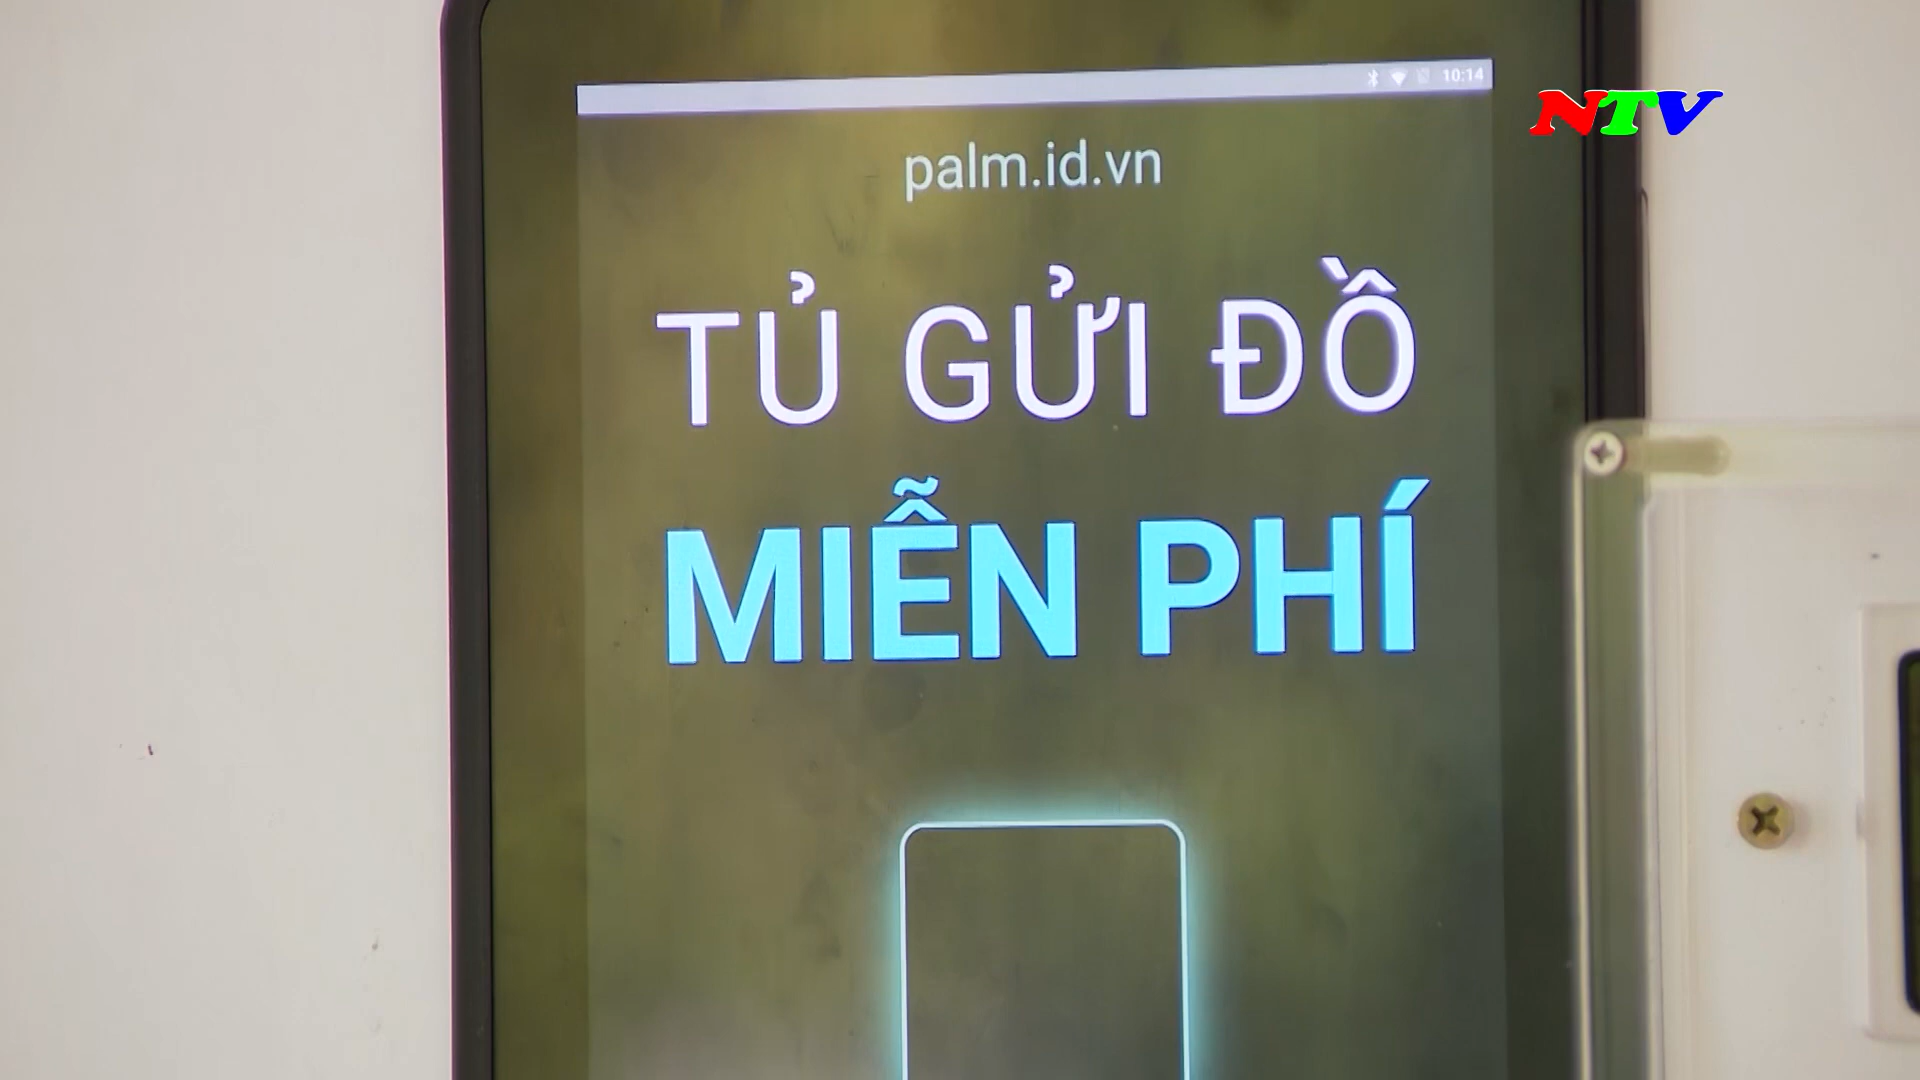 10:14
NTV
palm.id.vn
TỦ GỬI ĐỒ
MIỄN PHÍ